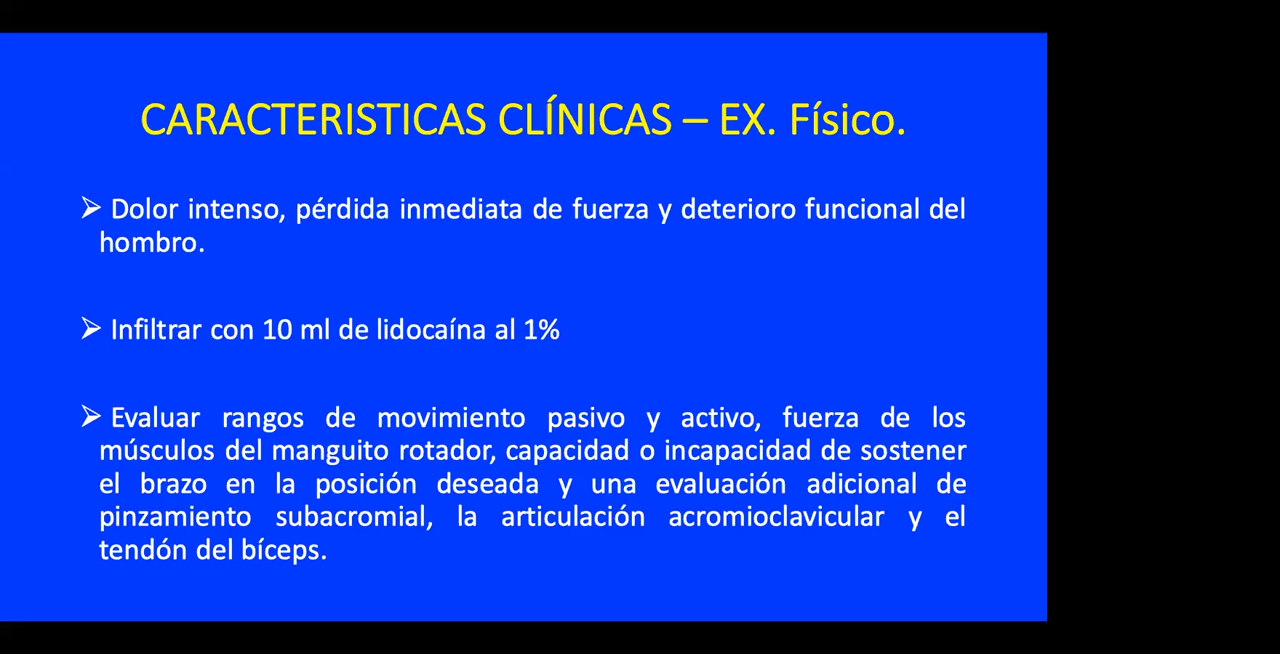 CARACTERISTICAS CLÍNICAS – EX. Físico.
➢ Dolor intenso, pérdida inmediata de fuerza y deterioro funcional del
hombro.
➢ Infiltrar con 10 ml de lidocaína al 1%
➢ Evaluar rangos de movimiento pasivo y activo, fuerza de los
músculos del manguito rotador, capacidad o incapacidad de sostener
el brazo en la posición deseada y una evaluación adicional de
pinzamiento subacromial, la articulación acromioclavicular y el
tendón del bíceps.